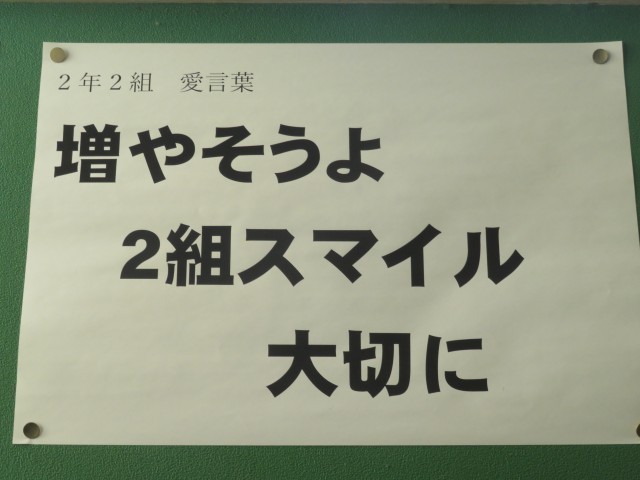 ２年２組　愛言葉
増やそうよ
2組スマイル
大切に